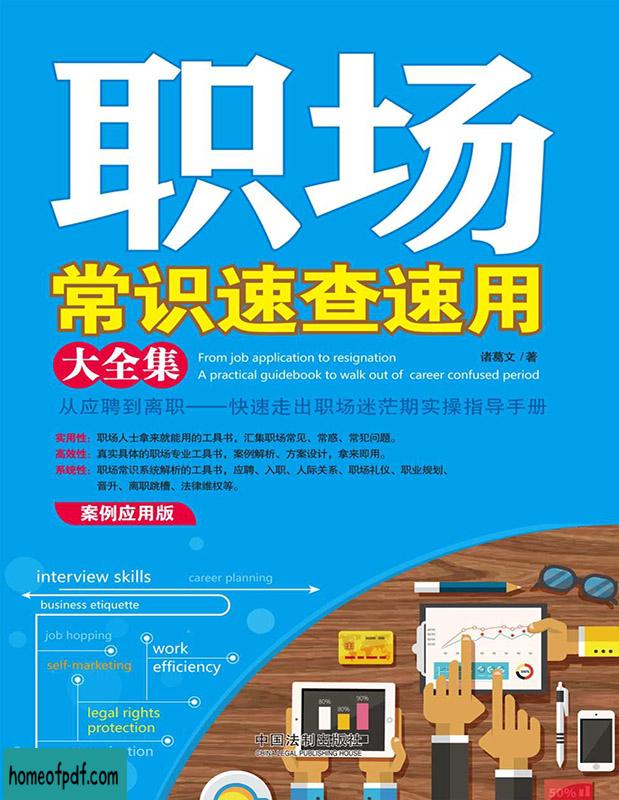 职场
常识速查速用
大全集
From job application to resignation
A practical guidebook to walk out of career confused period
诸葛文 / 著
从应聘到离职——快速走出职场迷茫期实操指导手册
实用性：职场人士拿来就能用的工具书，汇集职场常见、常惑、常犯问题。
高效性：真实具体的职场专业工具书，案例解析、方案设计，拿来即用。
系统性：职场常识系统解析的工具书，应聘、入职、人际关系、职场礼仪、职业规划、
晋升、离职跳槽、法律维权等。
案例应用版
interview skills
career planning
business etiquette
job hopping
work
efficiency
self-marketing
legal rights
protection
80%
80%
90%
中国法制出版社
CHINA LEGAL PUBLISHING HOUSE
homeofpdf.com
50%